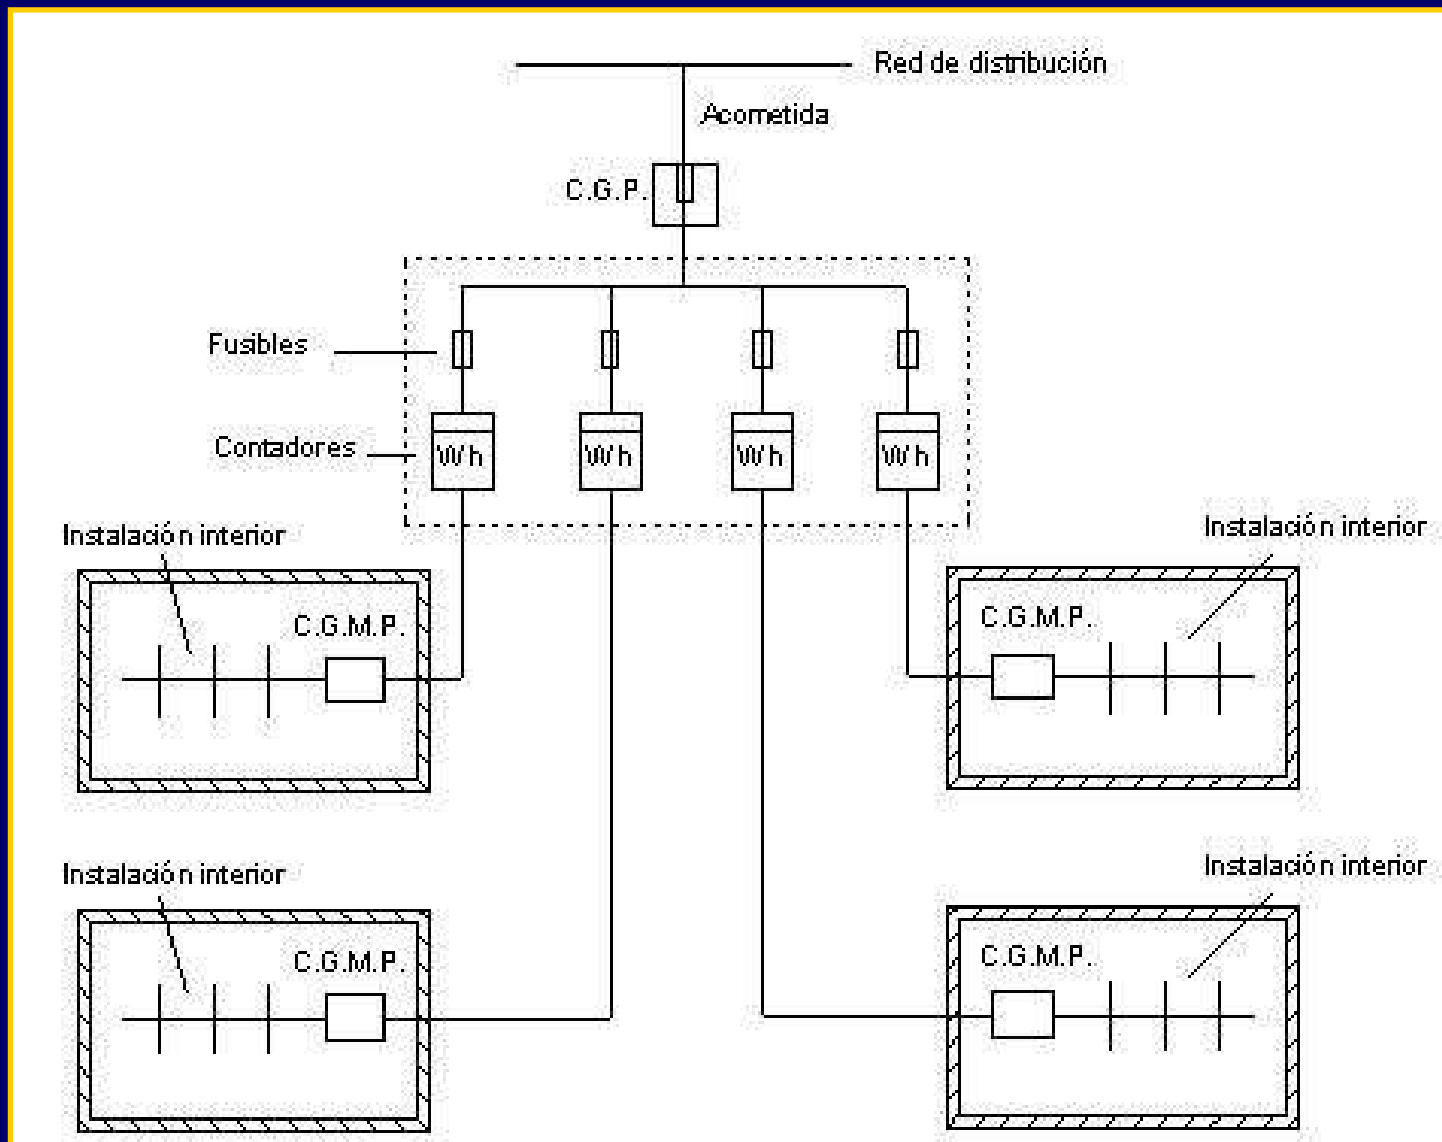 Red de distribución
Acometida
C.G.P.
Fusibles
Contadores
Wh
Wh
Wh
Wh
Instalación interior
Instalación interior
C.G.M.P.
C.G.M.P.
Instalación interior
Instalación interior
C.G.M.P.
C.G.M.P.